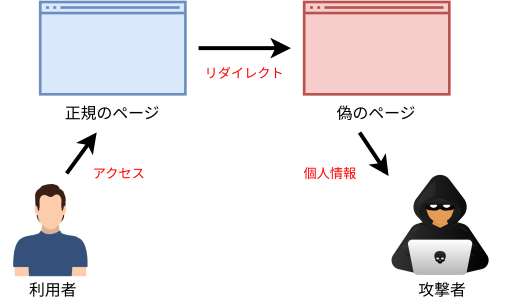 リダイレクト
正規のページ
偽のページ
アクセス
個人情報
利用者
攻撃者